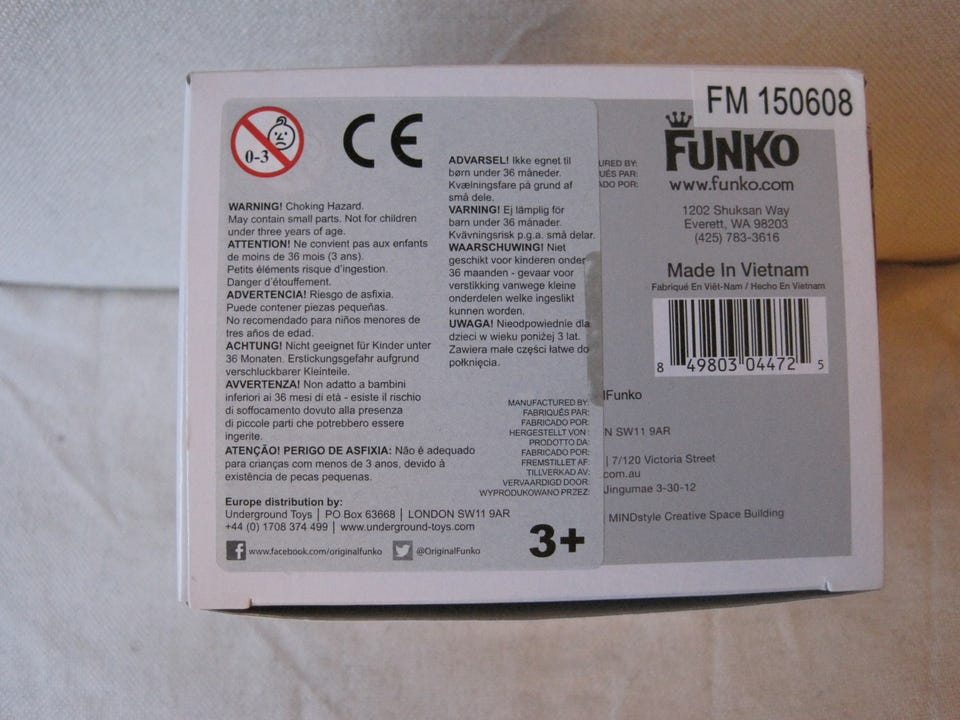 FM 150608
0-3
CE
WARNING! Choking Hazard.
May contain small parts. Not for children
under three years of age.
ATTENTION! Ne convient pas aux enfants
de moins de 36 mois (3 ans).
Petits éléments risque d'ingestion.
Danger d'étouffement.
ADVERTENCIA! Riesgo de asfixia.
Puede contener piezas pequeñas.
No recomendado para niños menores de
tres años de edad.
ACHTUNG! Nicht geeignet für Kinder unter
36 Monaten. Erstickungsgefahr aufgrund
verschluckbarer Kleinteile.
AVVERTENZA! Non adatto a bambini
inferiori ai 36 mesi di età - esiste il rischio
di soffocamento dovuto alla presenza
di piccole parti che potrebbero essere
ingerite.
ATENÇÃO! PERIGO DE ASFIXIA: Não è adequado
para crianças com menos de 3 anos, devido à
existência de pecas pequenas.
Europe distribution by:
Underground Toys | PO Box 63668 | LONDON SW11 9AR
+44 (0) 1708 374 499 | www.underground-toys.com
www.facebook.com/originalfunko @OriginalFunko
ADVARSEL! Ikke egnet til
børn under 36 måneder.
Kvælningsfare på grund af
små dele.
VARNING! Ej lämplig för
barn under 36 månader.
Kvävningsrisk p.g.a. små delar.
WAARSCHUWING! Niet
geschikt voor kinderen onder
36 maanden - gevaar voor
verstikking vanwege kleine
onderdelen welke ingeslikt
kunnen worden.
UWAGA! Nieodpowiednie dla
dzieci w wieku poniżej 3 lat.
Zawiera małe części łatwe do
połknięcia.
MANUFACTURED BY:
FABRIQUÉS PAR:
FABRICADO POR:
HERGESTELLT VON :
PRODOTTO DA:
FABRICADO POR:
FREMSTILLET AF:
TILLVERKAD AV:
VERVAARDIGD DOOR:
WYPRODUKOWANO PRZEZ:
3+
URED BY:
UÉS PAR:
ADO POR:
FUNKO
www.funko.com
1202 Shuksan Way
Everett, WA 98203
(425) 783-3616
Made In Vietnam
Fabriqué En Viêt-Nam / Hecho En Vietnam
8 49803 04472 5
lFunko
N SW11 9AR
| 7/120 Victoria Street
com.au
Jingumae 3-30-12
MINDstyle Creative Space Building